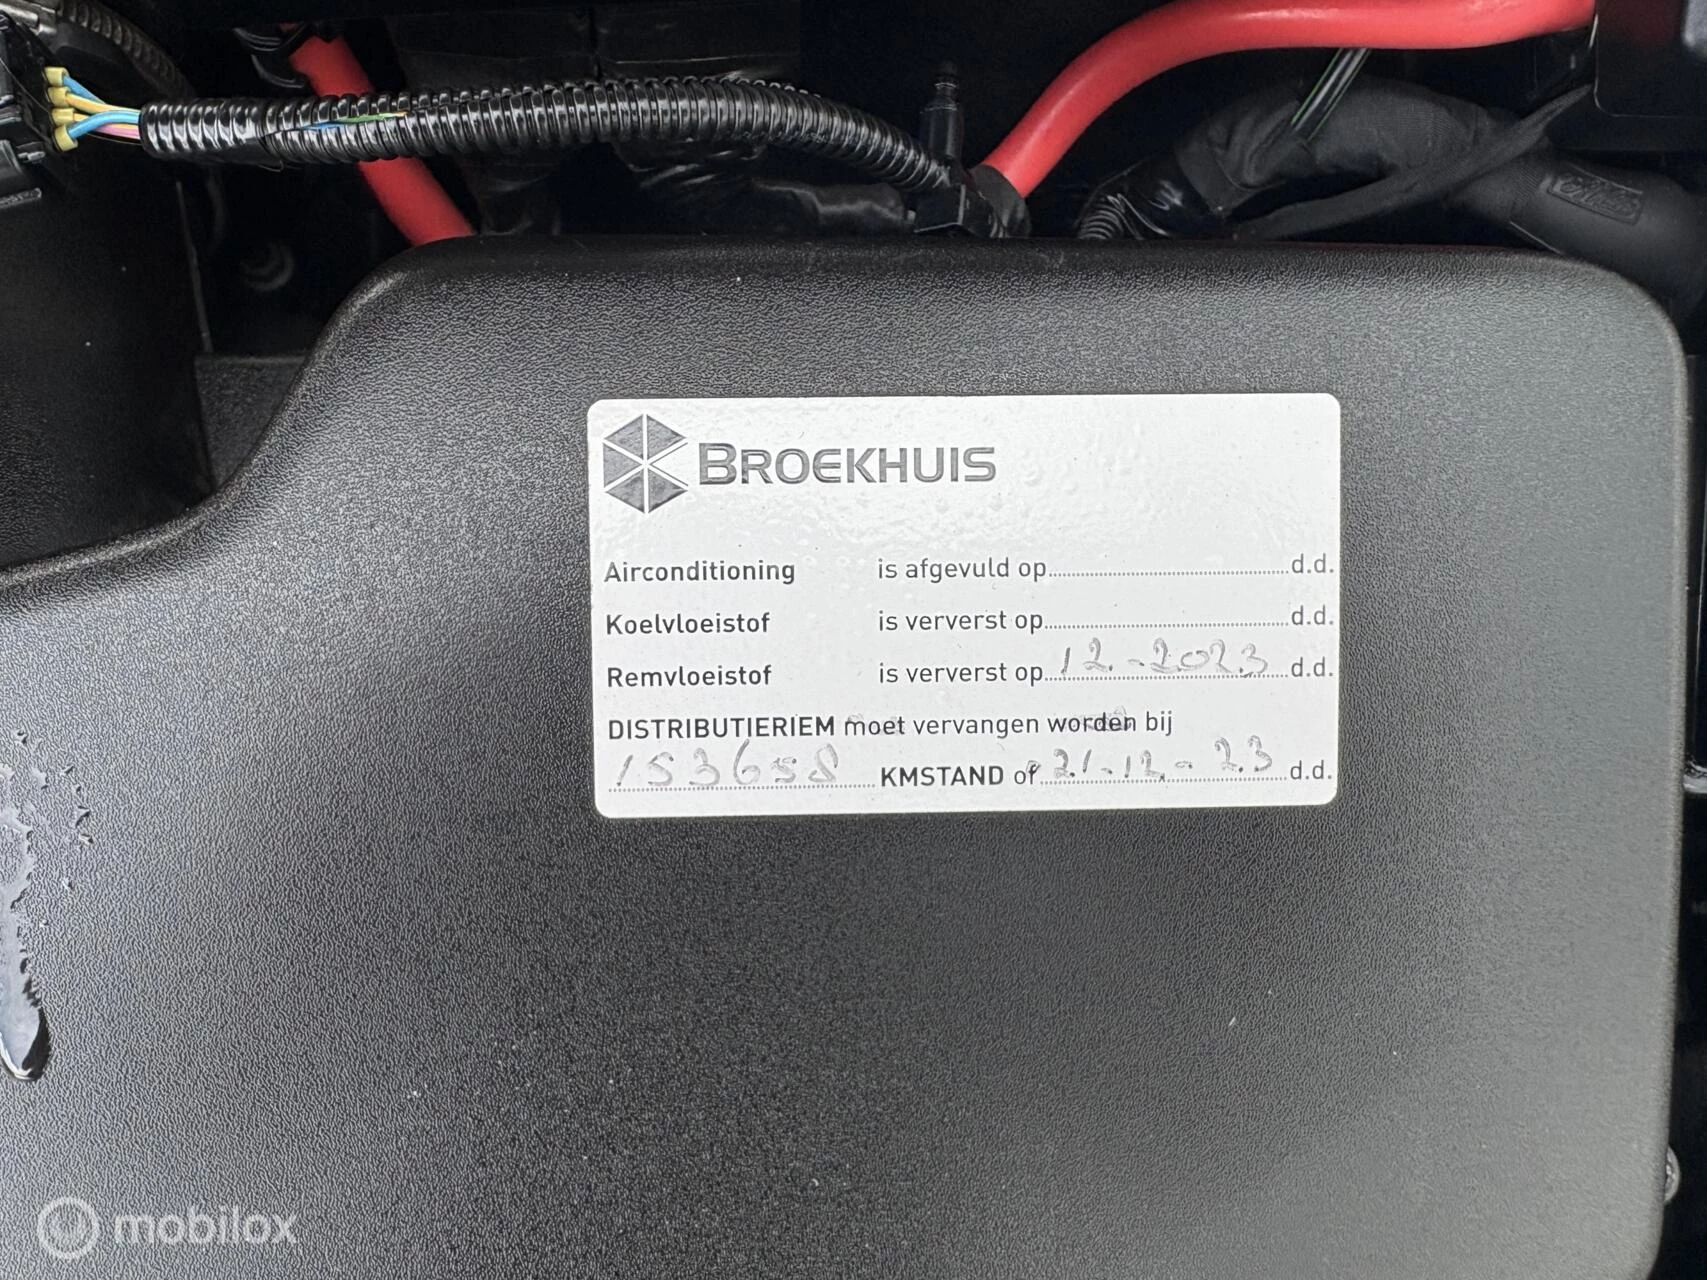 BROEKHUIS
Airconditioning is afgevuld op d.d.
Koelvloeistof is ververst op d.d.
Remvloeistof is ververst op 12-2023 d.d.
DISTRIBUTIERIEM moet vervangen worden bij
153658 KMSTAND of 21-12-23 d.d.
mobilox